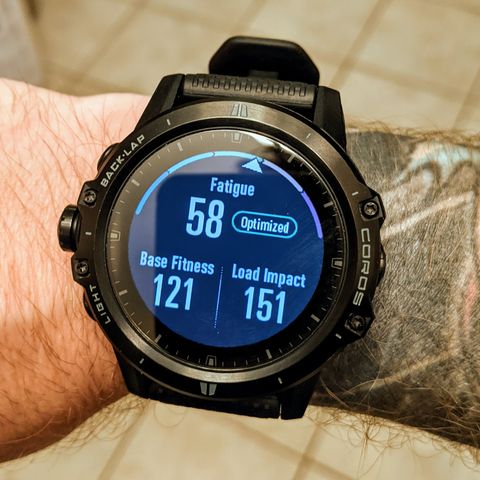 BACK·LAP
LIGHT
COROS
Fatigue
58 Optimized
Base Fitness
121
Load Impact
151